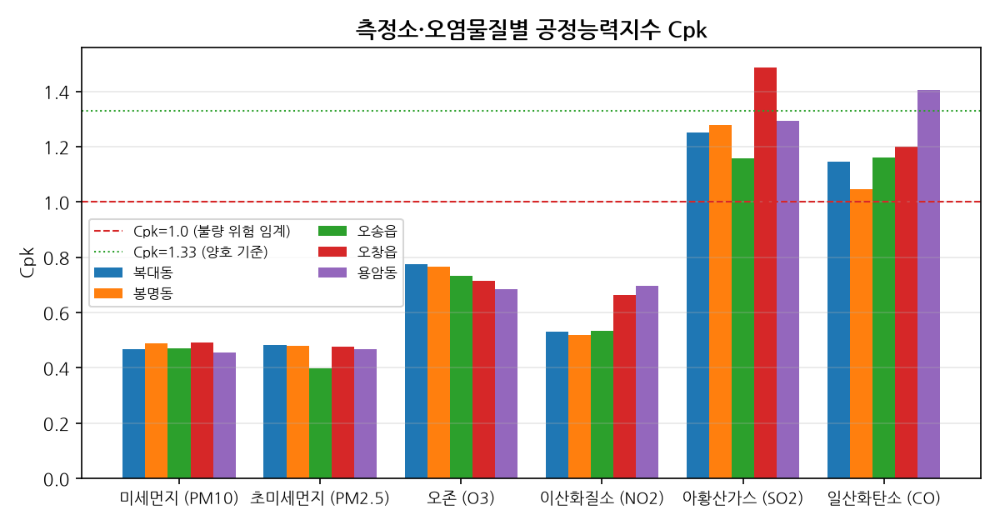 측정소·오염물질별 공정능력지수 Cpk
Cpk
1.4
1.2
1.0
0.8
0.6
0.4
0.2
0.0
Cpk=1.0 (불량 위험 임계)
Cpk=1.33 (양호 기준)
복대동
봉명동
오송읍
오창읍
용암동
미세먼지 (PM10)
초미세먼지 (PM2.5)
오존 (O3)
이산화질소 (NO2)
아황산가스 (SO2)
일산화탄소 (CO)